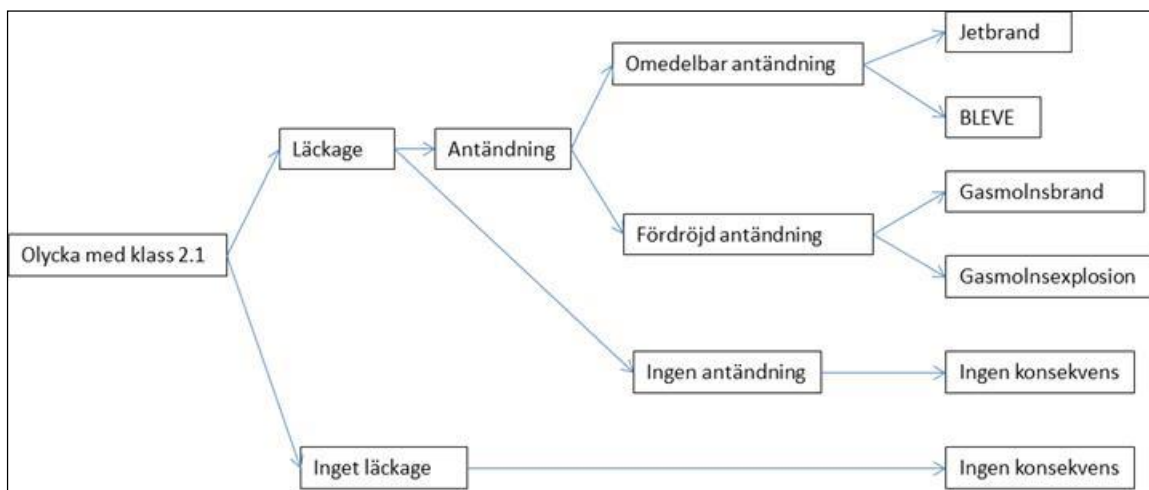 Jetbrand
Omedelbar antändning
BLEVE
Läckage
Antändning
Gasmolnsbrand
Fördröjd antändning
Olycka med klass 2.1
Gasmolnsexplosion
Ingen antändning
Ingen konsekvens
Inget läckage
Ingen konsekvens